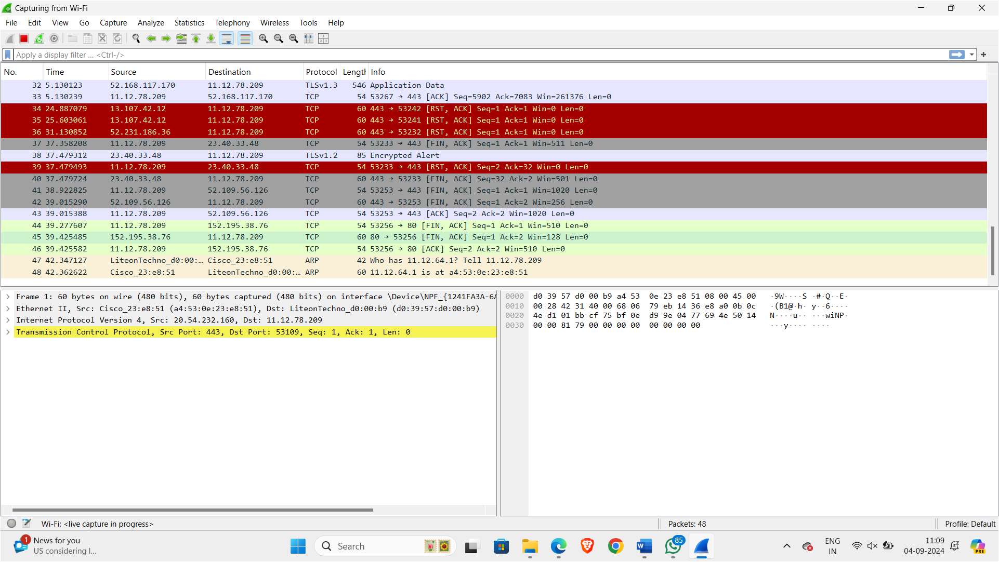 Capturing from Wi-Fi
File Edit View Go Capture Analyze Statistics Telephony Wireless Tools Help
Apply a display filter ... <Ctrl-/>
No. Time Source Destination Protocol Length Info
32 5.130123 52.168.117.170 11.12.78.209 TLSv1.3 546 Application Data
33 5.130239 11.12.78.209 52.168.117.170 TCP 54 53267 → 443 [ACK] Seq=5902 Ack=7083 Win=261376 Len=0
34 24.887079 13.107.42.12 11.12.78.209 TCP 60 443 → 53242 [RST, ACK] Seq=1 Ack=1 Win=0 Len=0
35 25.603061 13.107.42.12 11.12.78.209 TCP 60 443 → 53241 [RST, ACK] Seq=1 Ack=1 Win=0 Len=0
36 31.130852 52.231.186.36 11.12.78.209 TCP 60 443 → 53232 [RST, ACK] Seq=1 Ack=1 Win=0 Len=0
37 37.358208 11.12.78.209 23.40.33.48 TCP 54 53233 → 443 [FIN, ACK] Seq=1 Ack=1 Win=511 Len=0
38 37.479312 23.40.33.48 11.12.78.209 TLSv1.2 85 Encrypted Alert
39 37.479493 11.12.78.209 23.40.33.48 TCP 54 53233 → 443 [RST, ACK] Seq=2 Ack=32 Win=0 Len=0
40 37.479724 23.40.33.48 11.12.78.209 TCP 60 443 → 53233 [FIN, ACK] Seq=32 Ack=2 Win=501 Len=0
41 38.922825 11.12.78.209 52.109.56.126 TCP 54 53253 → 443 [FIN, ACK] Seq=1 Ack=1 Win=1020 Len=0
42 39.015290 52.109.56.126 11.12.78.209 TCP 60 443 → 53253 [FIN, ACK] Seq=1 Ack=2 Win=256 Len=0
43 39.015388 11.12.78.209 52.109.56.126 TCP 54 53253 → 443 [ACK] Seq=2 Ack=2 Win=1020 Len=0
44 39.277607 11.12.78.209 152.195.38.76 TCP 54 53256 → 80 [FIN, ACK] Seq=1 Ack=1 Win=510 Len=0
45 39.425485 152.195.38.76 11.12.78.209 TCP 60 80 → 53256 [FIN, ACK] Seq=1 Ack=2 Win=128 Len=0
46 39.425582 11.12.78.209 152.195.38.76 TCP 54 53256 → 80 [ACK] Seq=2 Ack=2 Win=510 Len=0
47 42.347127 LiteonTechno_d0:00:… Cisco_23:e8:51 ARP 42 Who has 11.12.64.1? Tell 11.12.78.209
48 42.362622 Cisco_23:e8:51 LiteonTechno_d0:00:… ARP 60 11.12.64.1 is at a4:53:0e:23:e8:51
Frame 1: 60 bytes on wire (480 bits), 60 bytes captured (480 bits) on interface \Device\NPF_{1241FA3A-6A
Ethernet II, Src: Cisco_23:e8:51 (a4:53:0e:23:e8:51), Dst: LiteonTechno_d0:00:b9 (d0:39:57:d0:00:b9)
Internet Protocol Version 4, Src: 20.54.232.160, Dst: 11.12.78.209
Transmission Control Protocol, Src Port: 443, Dst Port: 53109, Seq: 1, Ack: 1, Len: 0
0000 d0 39 57 d0 00 b9 a4 53 0e 23 e8 51 08 00 45 00 ·9W····S ·#·Q··E·
0010 00 28 42 31 40 00 68 06 79 eb 14 36 e8 a0 0b 0c ·(B1@·h· y··6····
0020 4e d1 01 bb cf 75 bf 0e d9 9e 04 77 69 4e 50 14 N····u·· ···wiNP·
0030 00 00 81 79 00 00 00 00 00 00 00 00 ···y···· ····
Wi-Fi: <live capture in progress> Packets: 48 Profile: Default
1 News for you
US considering I...
Search
85
ENG
IN
11:09
04-09-2024
PRE